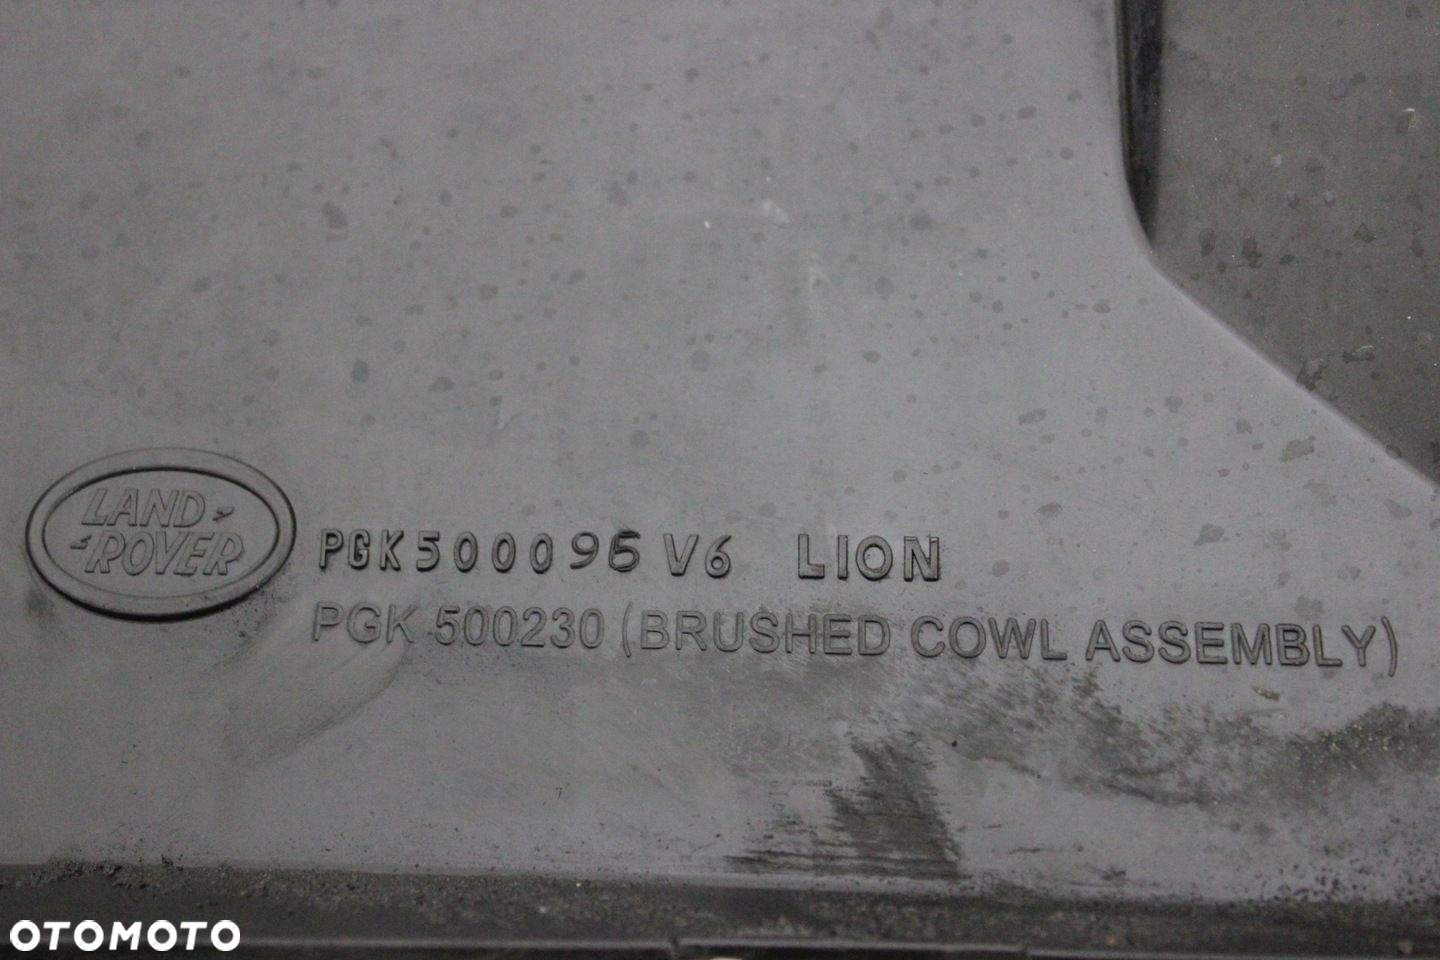 LAND
ROVER
PGK500095 V6 LION
PGK 500230 (BRUSHED COWL ASSEMBLY)
OTOMOTO